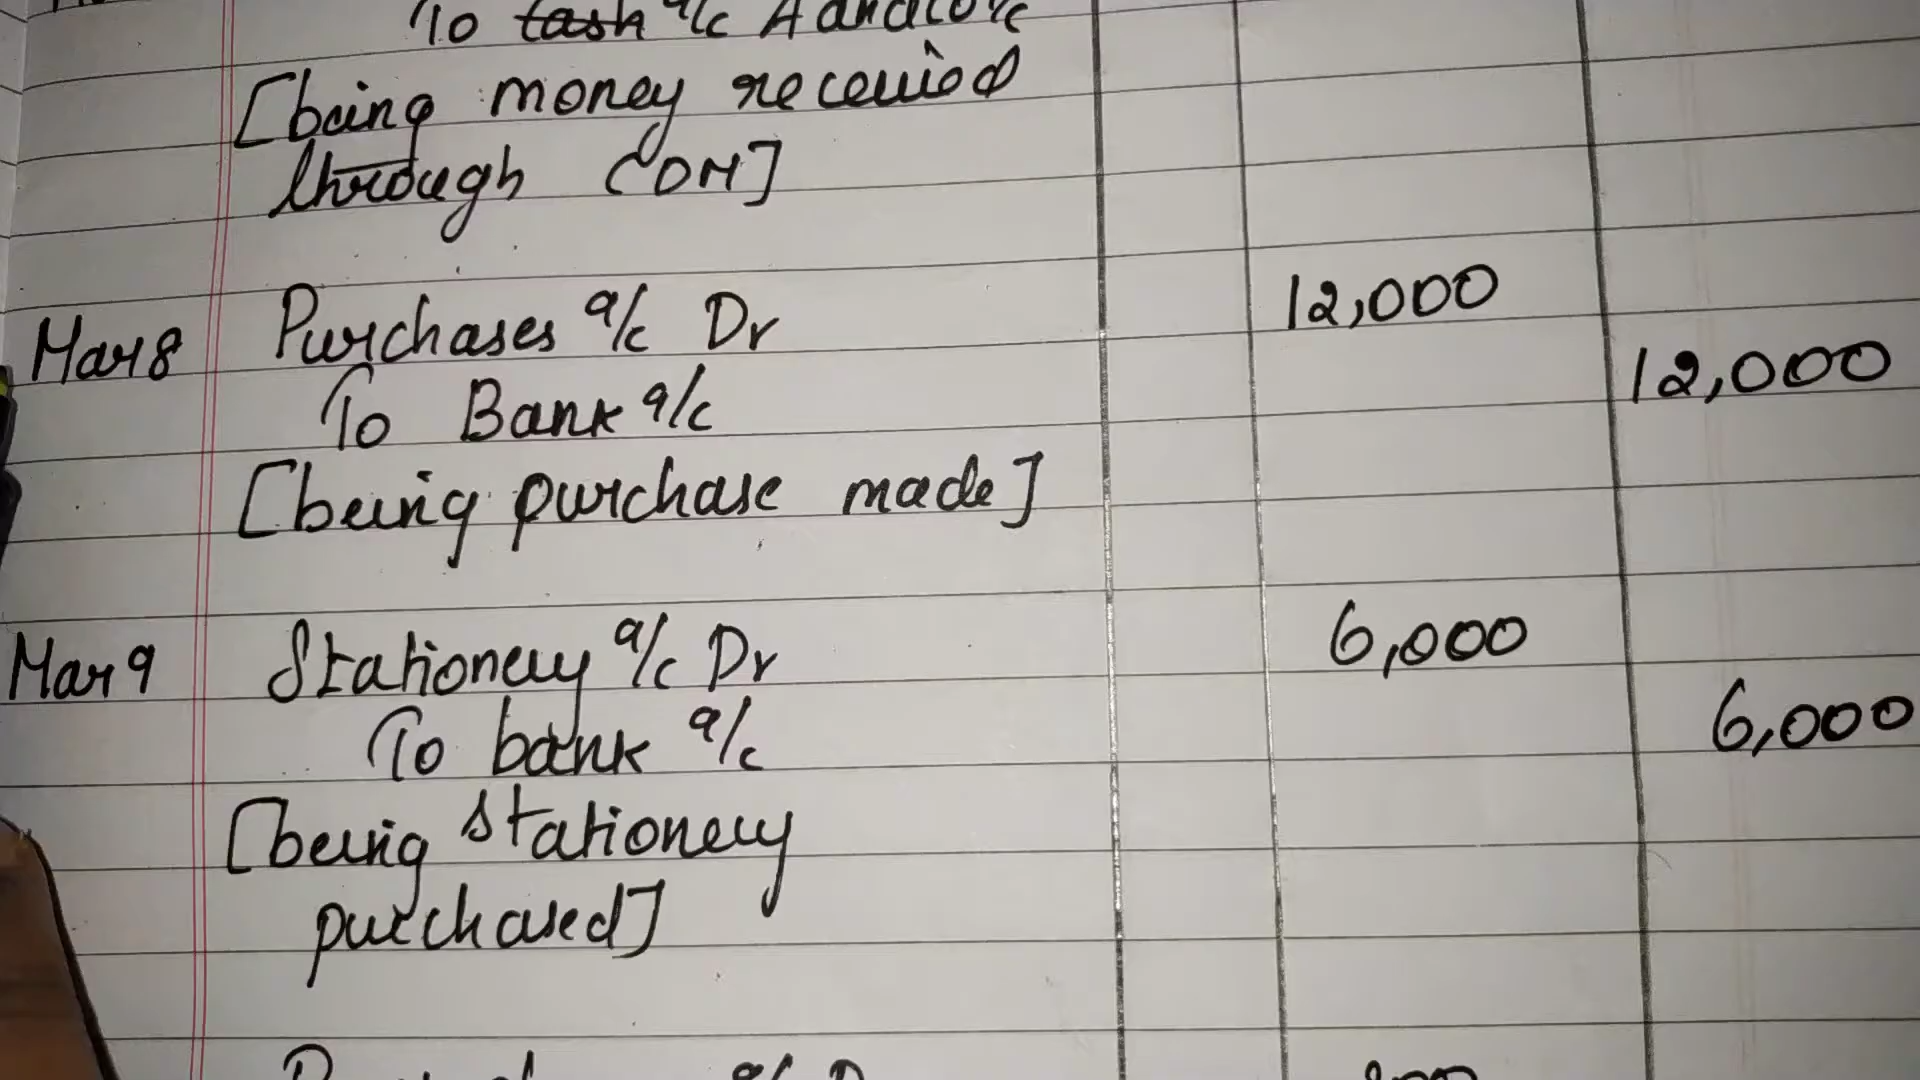 To cash a/c
[being money received
through CDM]
Mar 8 Purchases a/c Dr 12,000
To Bank a/c 12,000
[being purchase made]
Mar 9 Stationery a/c Dr 6,000
To bank a/c 6,000
[being stationery
purchased]